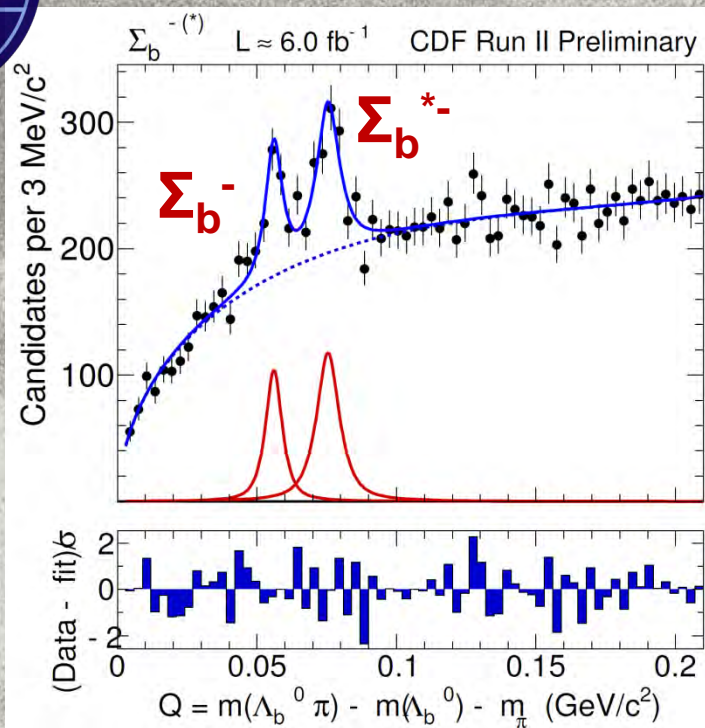 Σb⁻⁽*⁾ L ≈ 6.0 fb⁻¹ CDF Run II Preliminary
Candidates per 3 MeV/c²
300
200
100
Σb⁻
Σb*⁻
(Data - fit)/σ
2
0
- 2
0 0.05 0.1 0.15 0.2
Q = m(Λb⁰ π) - m(Λb⁰) - mπ (GeV/c²)